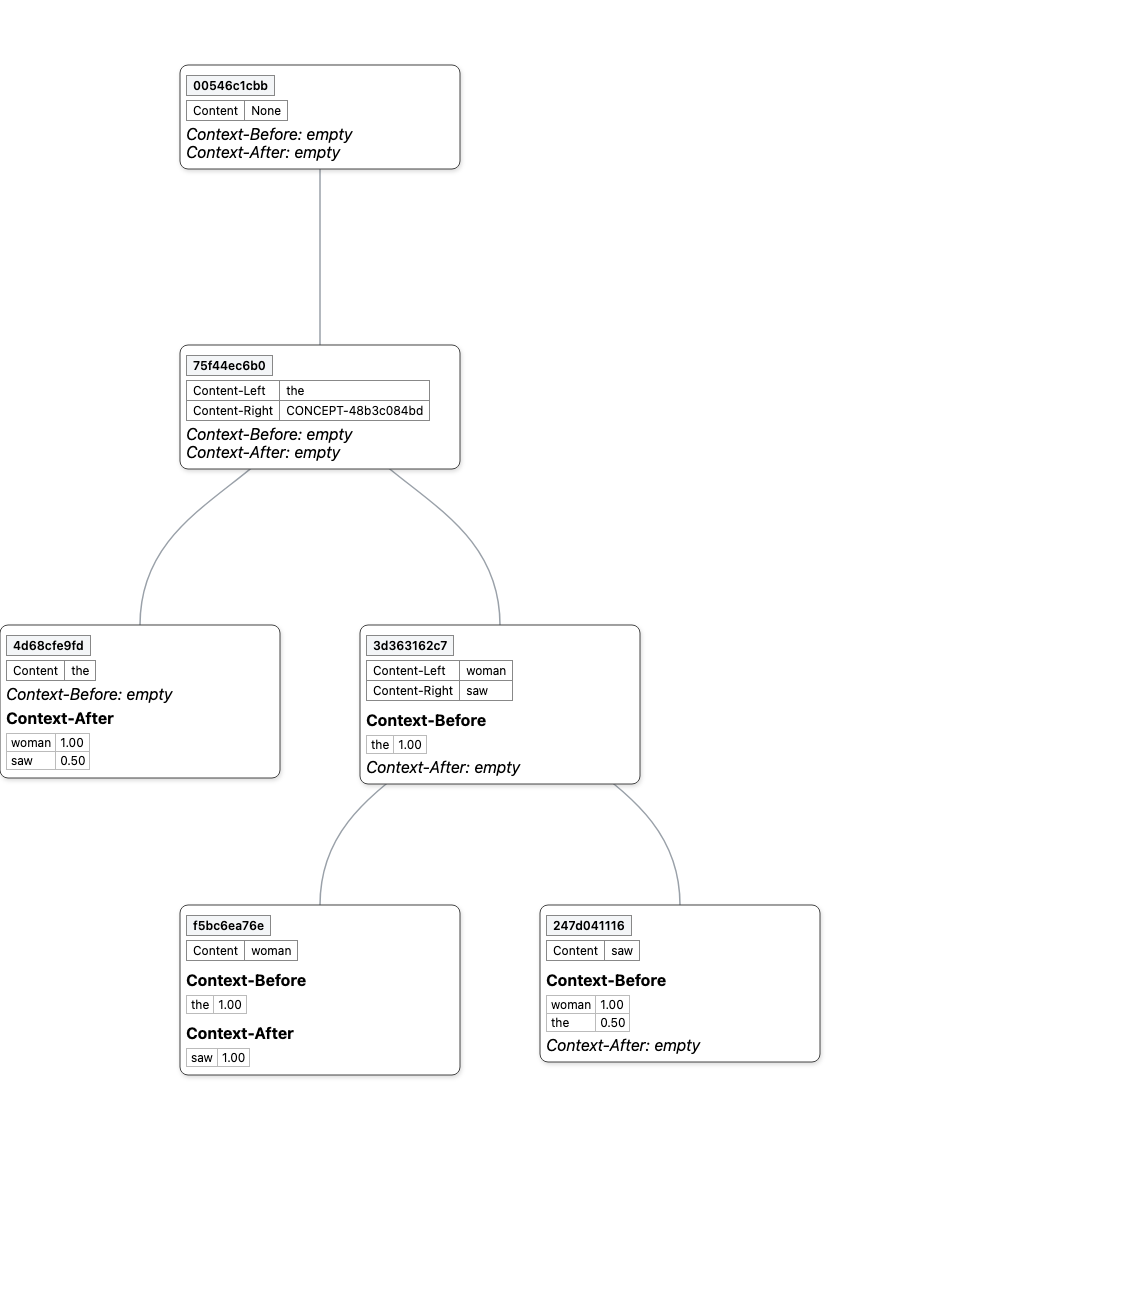 00546c1cbb
Content None
Context-Before: empty
Context-After: empty
75f44ec6b0
Content-Left the
Content-Right CONCEPT-48b3c084bd
Context-Before: empty
Context-After: empty
4d68cfe9fd
Content the
Context-Before: empty
Context-After
woman 1.00
saw 0.50
3d363162c7
Content-Left woman
Content-Right saw
Context-Before
the 1.00
Context-After: empty
f5bc6ea76e
Content woman
Context-Before
the 1.00
Context-After
saw 1.00
247d041116
Content saw
Context-Before
woman 1.00
the 0.50
Context-After: empty